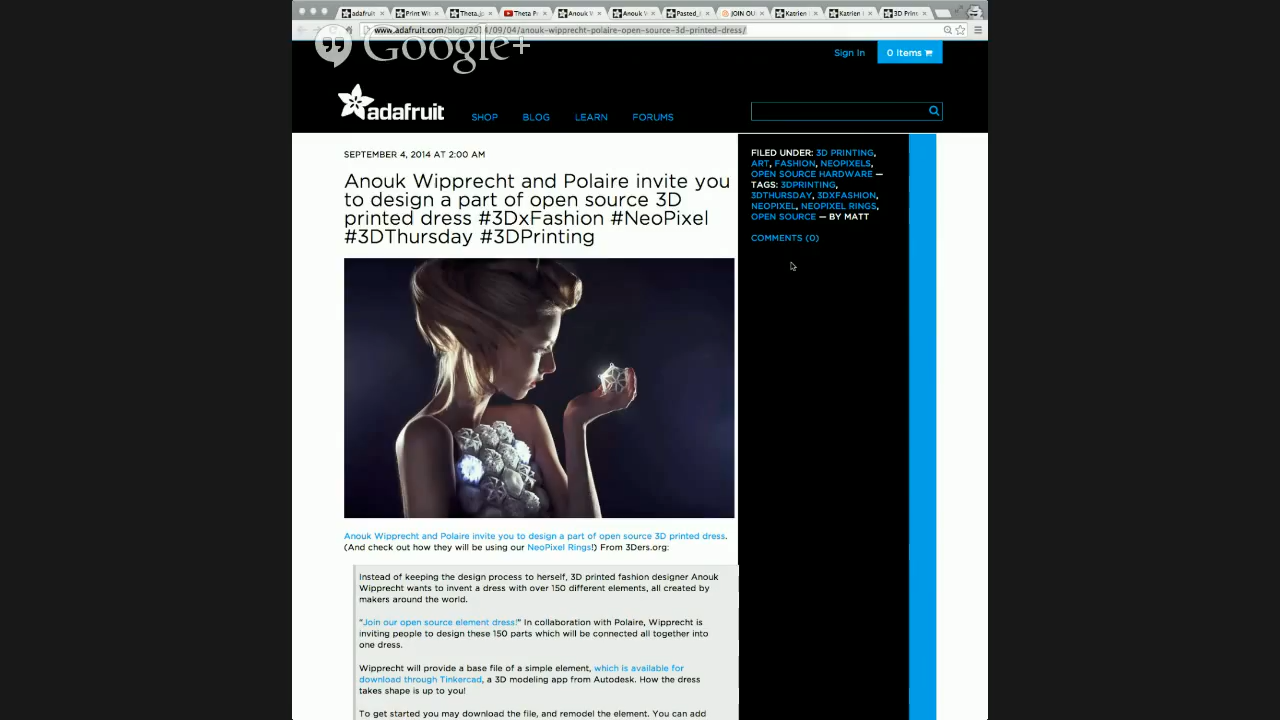 adafruit
Print Wi
Theta.jp
Theta P
Anouk W
Anouk W
Pasted_
JOIN OU
Katrien
Katrien
3D Print
www.adafruit.com/blog/2014/09/04/anouk-wipprecht-polaire-open-source-3d-printed-dress/
Google+
Sign In
0 Items
adafruit
SHOP
BLOG
LEARN
FORUMS
SEPTEMBER 4, 2014 AT 2:00 AM
Anouk Wipprecht and Polaire invite you
to design a part of open source 3D
printed dress #3DxFashion #NeoPixel
#3DThursday #3DPrinting
FILED UNDER: 3D PRINTING,
ART, FASHION, NEOPIXELS,
OPEN SOURCE HARDWARE —
TAGS: 3DPRINTING,
3DTHURSDAY, 3DXFASHION,
NEOPIXEL, NEOPIXEL RINGS,
OPEN SOURCE — BY MATT
COMMENTS (0)
Anouk Wipprecht and Polaire invite you to design a part of open source 3D printed dress.
(And check out how they will be using our NeoPixel Rings!) From 3Ders.org:
Instead of keeping the design process to herself, 3D printed fashion designer Anouk
Wipprecht wants to invent a dress with over 150 different elements, all created by
makers around the world.
"Join our open source element dress!" In collaboration with Polaire, Wipprecht is
inviting people to design these 150 parts which will be connected all together into
one dress.
Wipprecht will provide a base file of a simple element, which is available for
download through Tinkercad, a 3D modeling app from Autodesk. How the dress
takes shape is up to you!
To get started you may download the file, and remodel the element. You can add